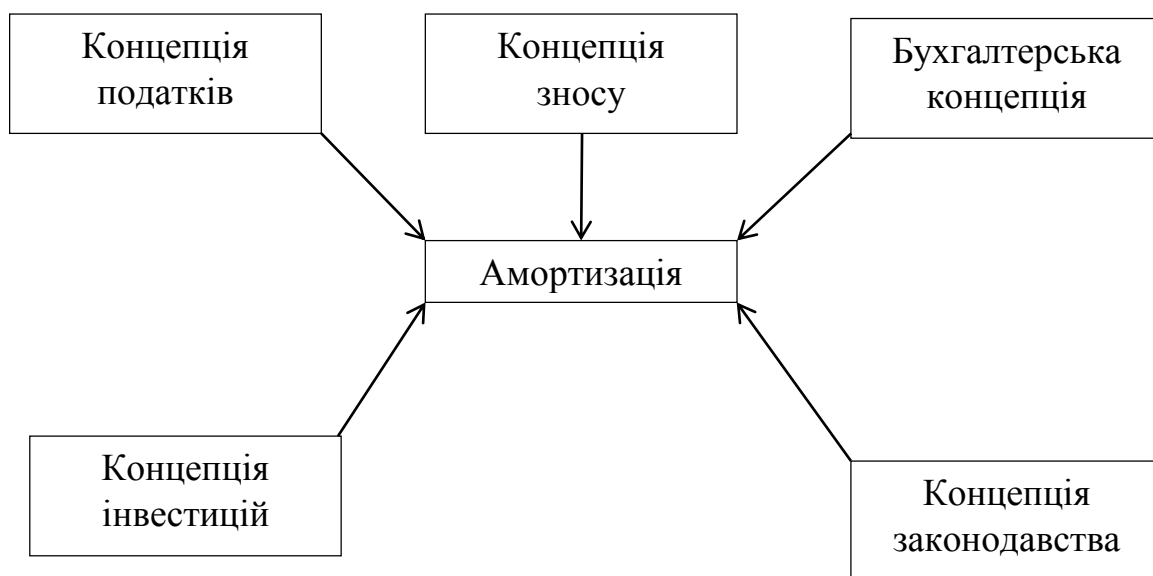 Концепція
податків
Концепція
зносу
Бухгалтерська
концепція
Амортизація
Концепція
інвестицій
Концепція
законодавства